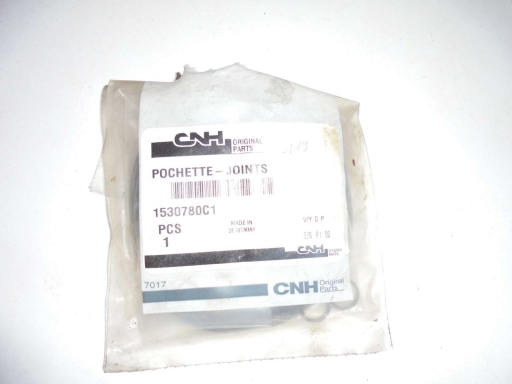 CNH ORIGINAL PARTS
POCHETTE-JOINTS
1530780C1
PCS
1
MADE IN
CNH
7017
CNH Original Parts